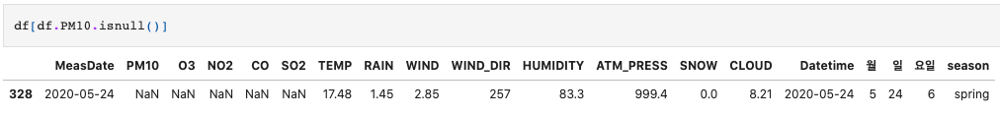 df[df.PM10.isnull()]
MeasDate PM10 O3 NO2 CO SO2 TEMP RAIN WIND WIND_DIR HUMIDITY ATM_PRESS SNOW CLOUD Datetime 월 일 요일 season
328 2020-05-24 NaN NaN NaN NaN NaN 17.48 1.45 2.85 257 83.3 999.4 0.0 8.21 2020-05-24 5 24 6 spring